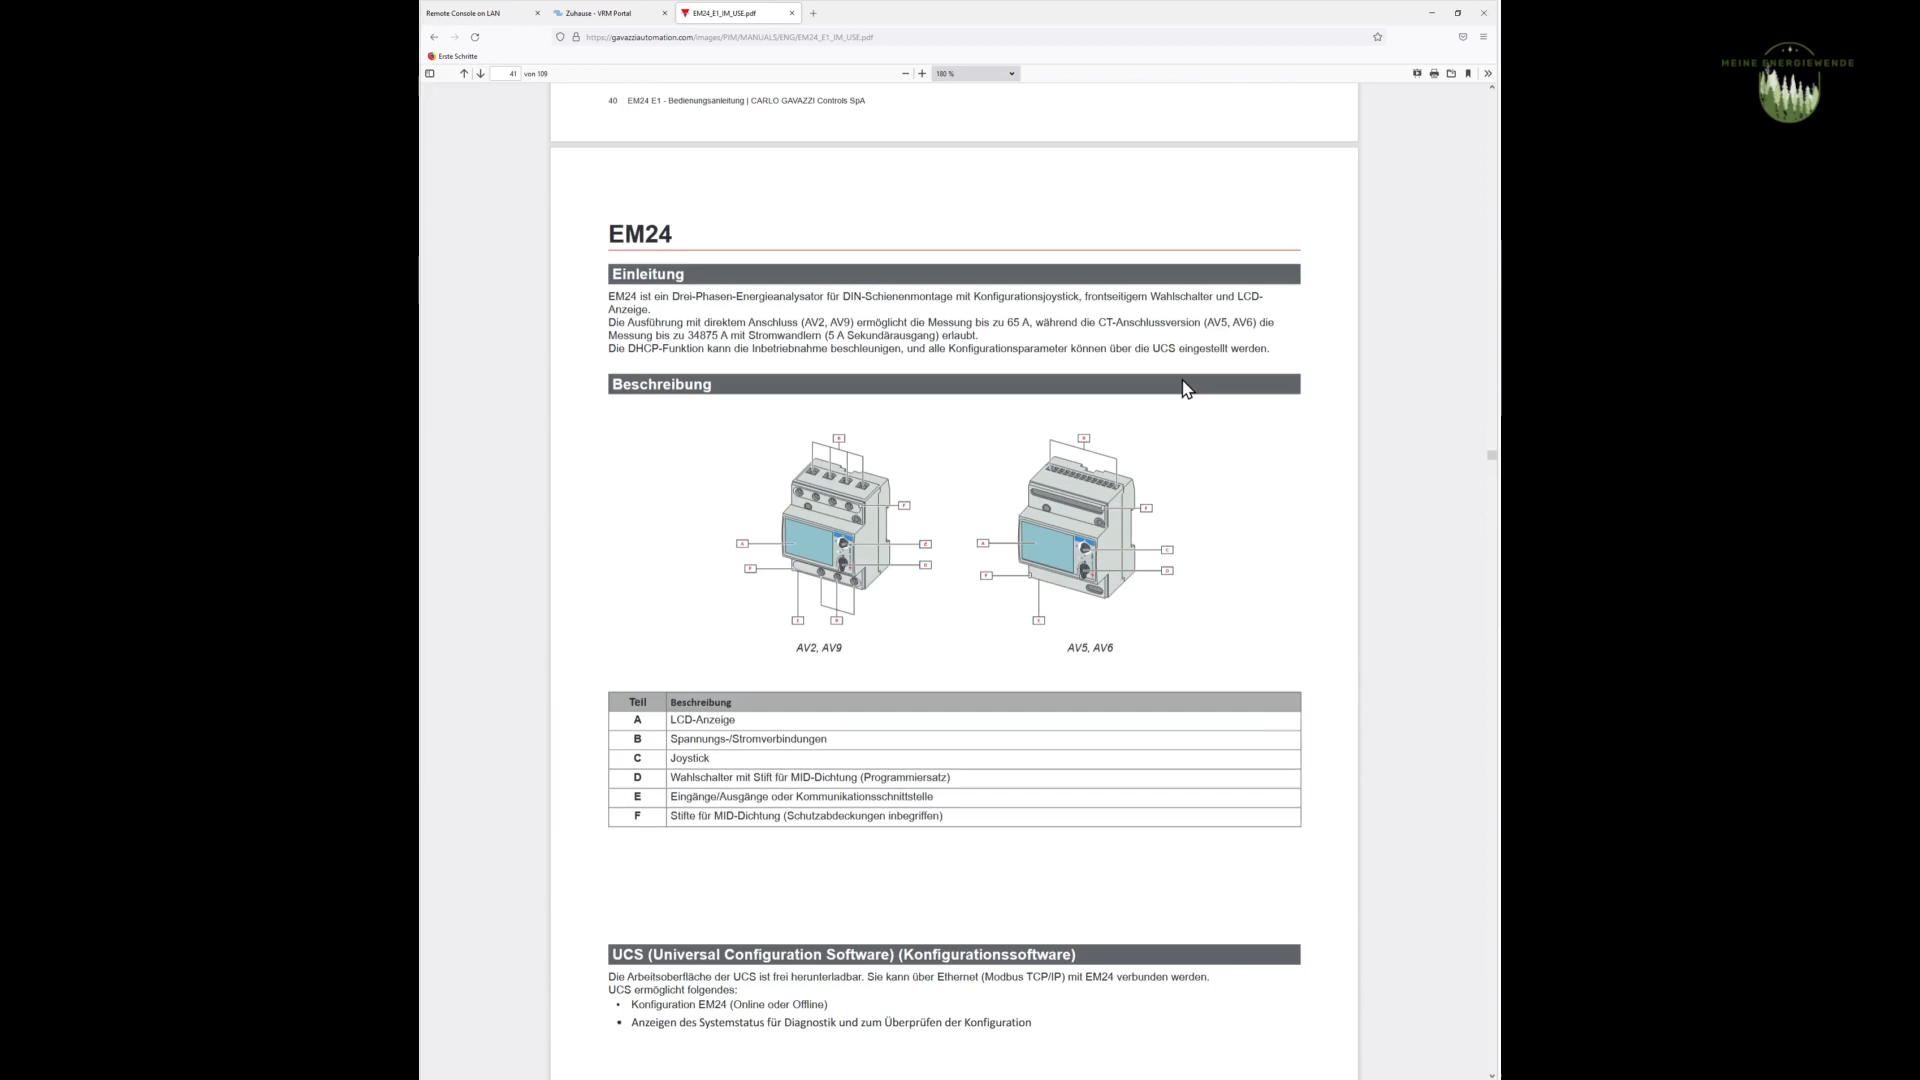 Remote Console on LAN
Zuhause - VRM Portal
EM24_E1_IM_USE.pdf
https://gavazziautomation.com/images/PIM/MANUALS/ENG/EM24_E1_IM_USE.pdf
Erste Schritte
41 von 109
180 %
MEINE ENERGIEWENDE
40 EM24 E1 - Bedienungsanleitung | CARLO GAVAZZI Controls SpA
EM24
Einleitung
EM24 ist ein Drei-Phasen-Energieanalysator für DIN-Schienenmontage mit Konfigurationsjoystick, frontseitigem Wahlschalter und LCD-
Anzeige.
Die Ausführung mit direktem Anschluss (AV2, AV9) ermöglicht die Messung bis zu 65 A, während die CT-Anschlussversion (AV5, AV6) die
Messung bis zu 34875 A mit Stromwandlern (5 A Sekundärausgang) erlaubt.
Die DHCP-Funktion kann die Inbetriebnahme beschleunigen, und alle Konfigurationsparameter können über die UCS eingestellt werden.
Beschreibung
AV2, AV9
AV5, AV6
Teil Beschreibung
A LCD-Anzeige
B Spannungs-/Stromverbindungen
C Joystick
D Wahlschalter mit Stift für MID-Dichtung (Programmiersatz)
E Eingänge/Ausgänge oder Kommunikationsschnittstelle
F Stifte für MID-Dichtung (Schutzabdeckungen inbegriffen)
UCS (Universal Configuration Software) (Konfigurationssoftware)
Die Arbeitsoberfläche der UCS ist frei herunterladbar. Sie kann über Ethernet (Modbus TCP/IP) mit EM24 verbunden werden.
UCS ermöglicht folgendes:
• Konfiguration EM24 (Online oder Offline)
• Anzeigen des Systemstatus für Diagnostik und zum Überprüfen der Konfiguration